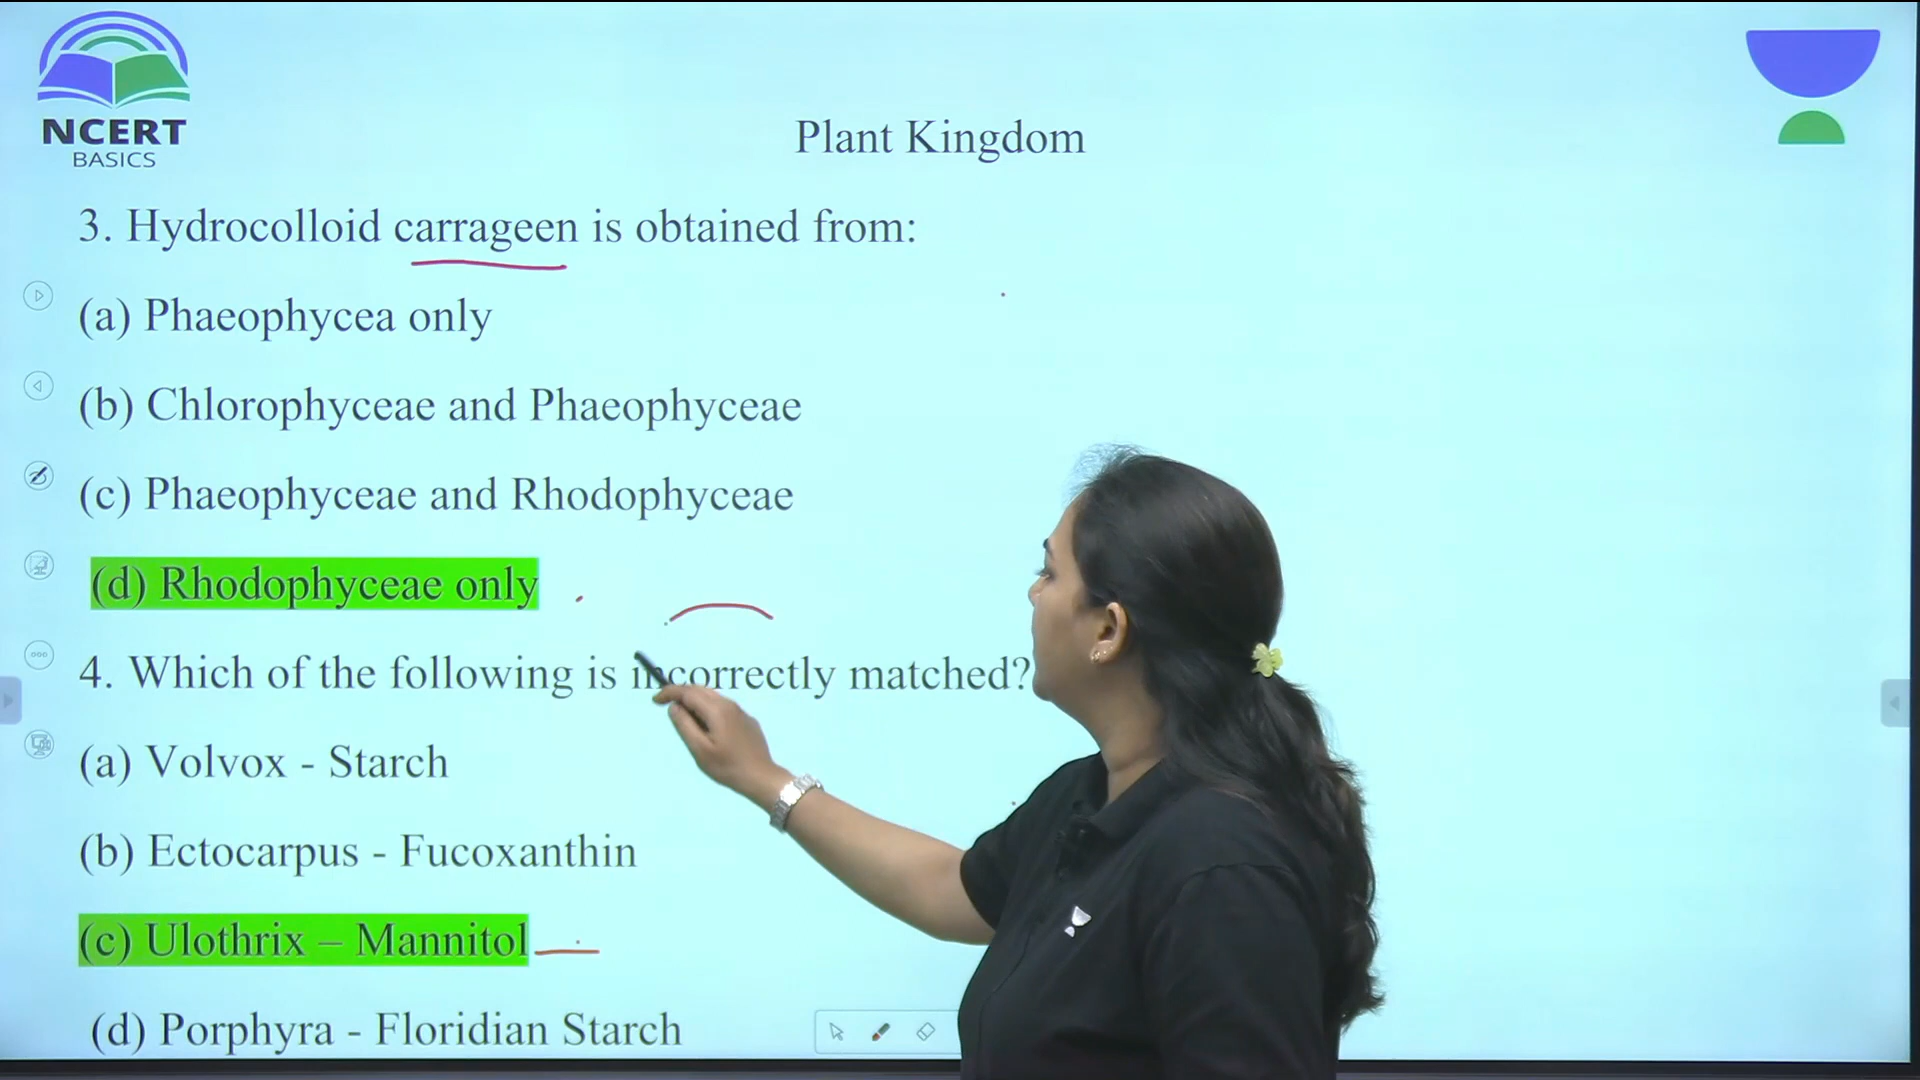 NCERT
BASICS
Plant Kingdom
3. Hydrocolloid carrageen is obtained from:
(a) Phaeophycea only
(b) Chlorophyceae and Phaeophyceae
(c) Phaeophyceae and Rhodophyceae
(d) Rhodophyceae only
4. Which of the following is incorrectly matched?
(a) Volvox - Starch
(b) Ectocarpus - Fucoxanthin
(c) Ulothrix – Mannitol
(d) Porphyra - Floridian Starch